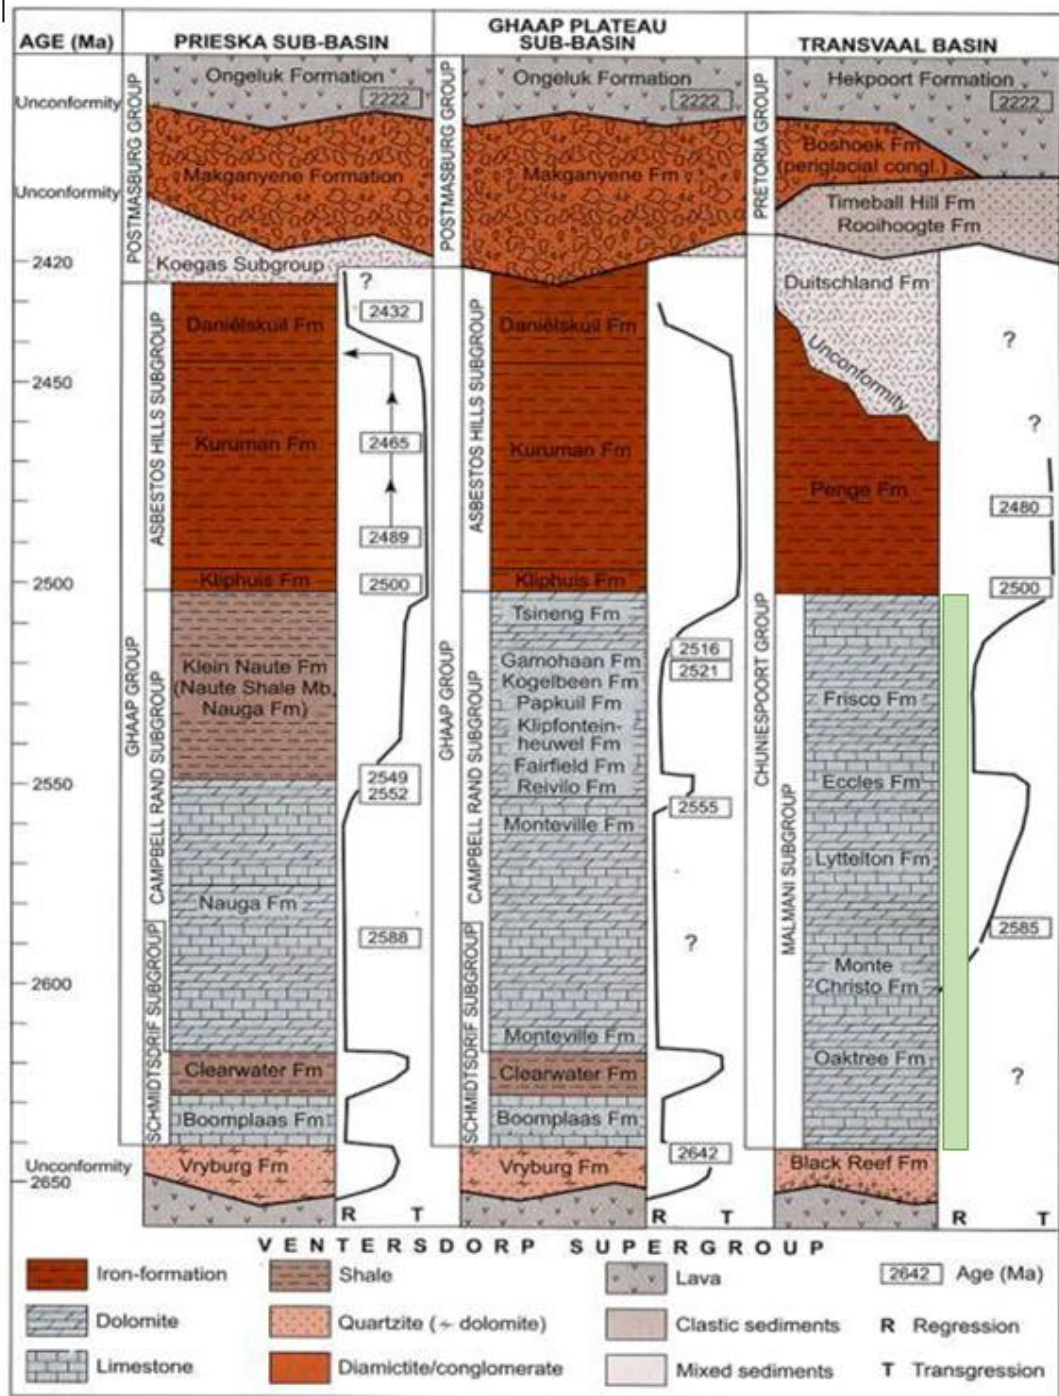 AGE (Ma)
PRIESKA SUB-BASIN
GHAAP PLATEAU
SUB-BASIN
TRANSVAAL BASIN
Unconformity
Unconformity
2420
2450
2500
2550
2600
Unconformity
2650
POSTMASBURG GROUP
GHAAP GROUP
ASBESTOS HILLS SUBGROUP
CAMPBELL RAND SUBGROUP
SCHMIDTSDRIF SUBGROUP
Ongeluk Formation
2222
Makganyene Formation
Koegas Subgroup
?
Daniëlskuil Fm
2432
Kuruman Fm
2465
2489
Kliphuis Fm
2500
Klein Naute Fm
(Naute Shale Mb,
Nauga Fm)
2549
2552
Nauga Fm
2588
Clearwater Fm
Boomplaas Fm
Vryburg Fm
R T
POSTMASBURG GROUP
GHAAP GROUP
ASBESTOS HILLS SUBGROUP
CAMPBELL RAND SUBGROUP
SCHMIDTSDRIF SUBGROUP
Ongeluk Formation
2222
Makganyene Fm
Daniëlskuil Fm
Kuruman Fm
Kliphuis Fm
Tsineng Fm
Gamohaan Fm
2516
Kogelbeen Fm
2521
Papkuil Fm
Klipfontein-
heuwel Fm
Fairfield Fm
Reivilo Fm
2555
Monteville Fm
?
Monteville Fm
Clearwater Fm
Boomplaas Fm
2642
Vryburg Fm
R T
PRETORIA GROUP
CHUNIESPOORT GROUP
MALMANI SUBGROUP
Hekpoort Formation
2222
Boshoek Fm
(periglacial congl.)
Timeball Hill Fm
Rooihoogte Fm
Duitschland Fm
?
Unconformity
?
Penge Fm
2480
2500
Frisco Fm
Eccles Fm
Lyttelton Fm
2585
Monte
Christo Fm
Oaktree Fm
?
Black Reef Fm
R T
VENTERSDORP SUPERGROUP
Iron-formation
Shale
Lava
2642 Age (Ma)
Dolomite
Quartzite (~ dolomite)
Clastic sediments
R Regression
Limestone
Diamictite/conglomerate
Mixed sediments
T Transgression